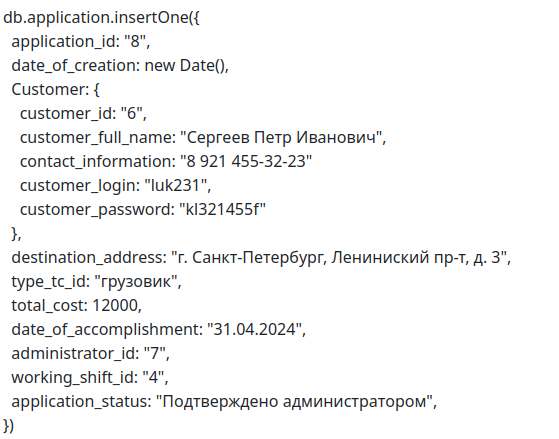 db.application.insertOne({
  application_id: "8",
  date_of_creation: new Date(),
  Customer: {
    customer_id: "6",
    customer_full_name: "Сергеев Петр Иванович",
    contact_information: "8 921 455-32-23"
    customer_login: "luk231",
    customer_password: "kl321455f"
  },
  destination_address: "г. Санкт-Петербург, Лениниский пр-т, д. 3",
  type_tc_id: "грузовик",
  total_cost: 12000,
  date_of_accomplishment: "31.04.2024",
  administrator_id: "7",
  working_shift_id: "4",
  application_status: "Подтверждено администратором",
})